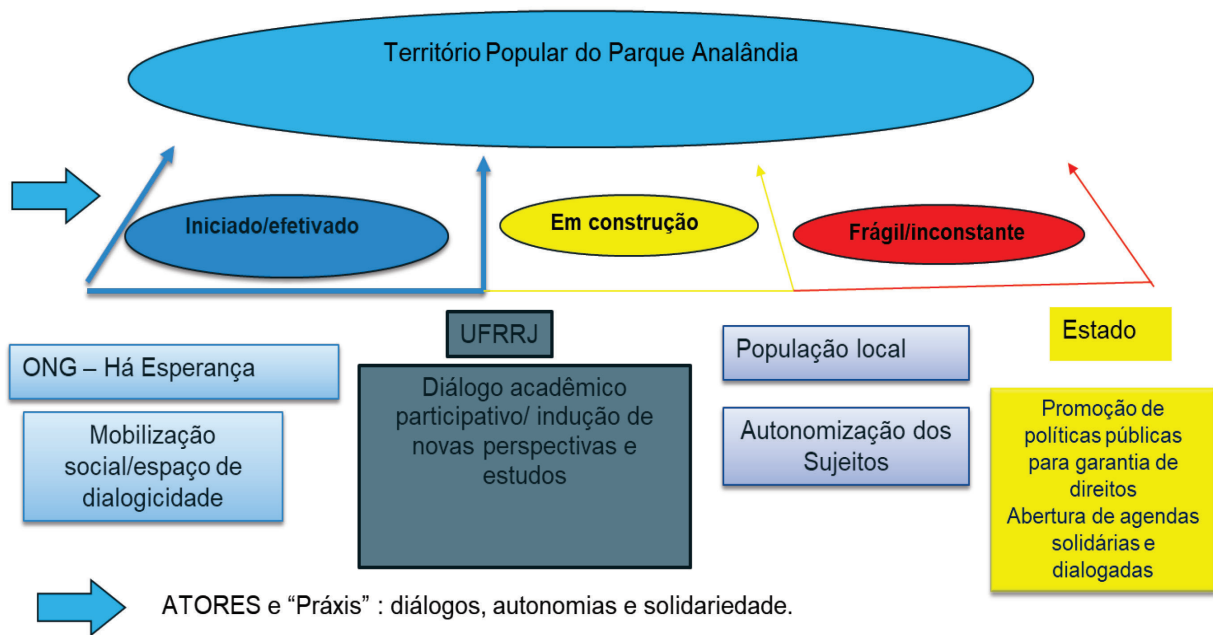 Território Popular do Parque Analândia
Iniciado/efetivado
Em construção
Frágil/inconstante
ONG – Há Esperança
Mobilização
social/espaço de
dialogicidade
UFRRJ
Diálogo acadêmico
participativo/ indução de
novas perspectivas e
estudos
População local
Autonomização dos
Sujeitos
Estado
Promoção de
políticas públicas
para garantia de
direitos
Abertura de agendas
solidárias e
dialogadas
ATORES e “Práxis” : diálogos, autonomias e solidariedade.